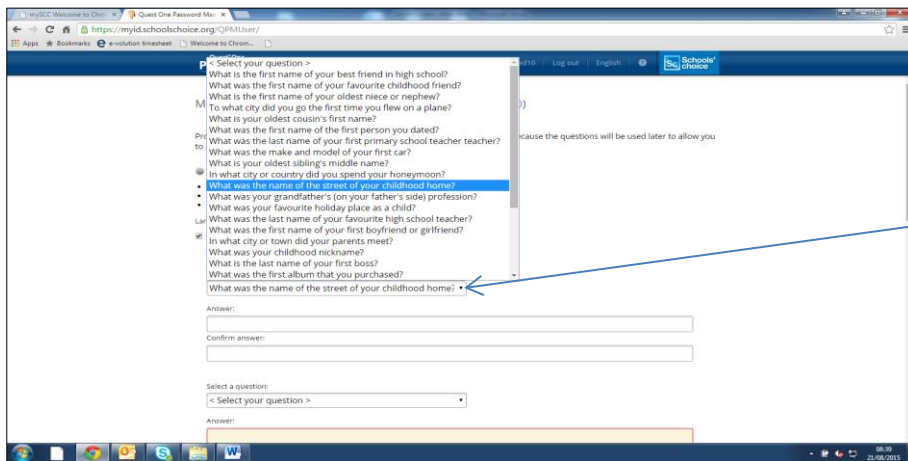 mySCC Welcome to Chro
Quest One Password Man
https://myid.schoolschoice.org/QPMUser/
Apps
Bookmarks
e-volution timesheet
Welcome to Chrom...
Log out
English
Sc Schools' choice
< Select your question >
What is the first name of your best friend in high school?
What was the first name of your favourite childhood friend?
What is the first name of your oldest niece or nephew?
To what city did you go the first time you flew on a plane?
What is your oldest cousin's first name?
What was the first name of the first person you dated?
What was the last name of your first primary school teacher teacher?
ecause the questions will be used later to allow you
to
What was the make and model of your first car?
What is your oldest sibling's middle name?
In what city or country did you spend your honeymoon?
What was the name of the street of your childhood home?
What was your grandfather's (on your father's side) profession?
What was your favourite holiday place as a child?
What was the last name of your favourite high school teacher?
What was the first name of your first boyfriend or girlfriend?
In what city or town did your parents meet?
What was your childhood nickname?
What is the last name of your first boss?
What was the first album that you purchased?
What was the name of the street of your childhood home?
Answer:
Confirm answer:
Select a question:
< Select your question >
Answer:
08:39
21/08/2015